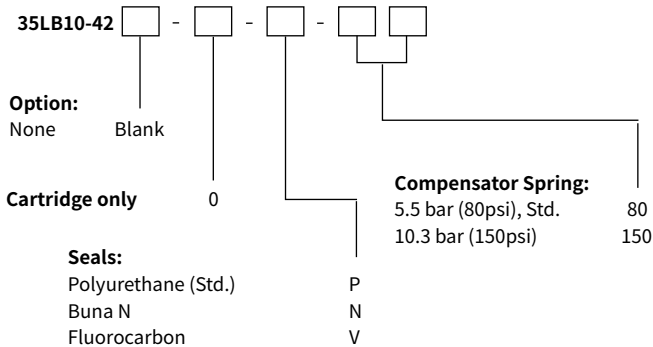 35LB10-42 - - -
Option:
None Blank
Cartridge only 0
Compensator Spring:
5.5 bar (80psi), Std. 80
10.3 bar (150psi) 150
Seals:
Polyurethane (Std.) P
Buna N N
Fluorocarbon V